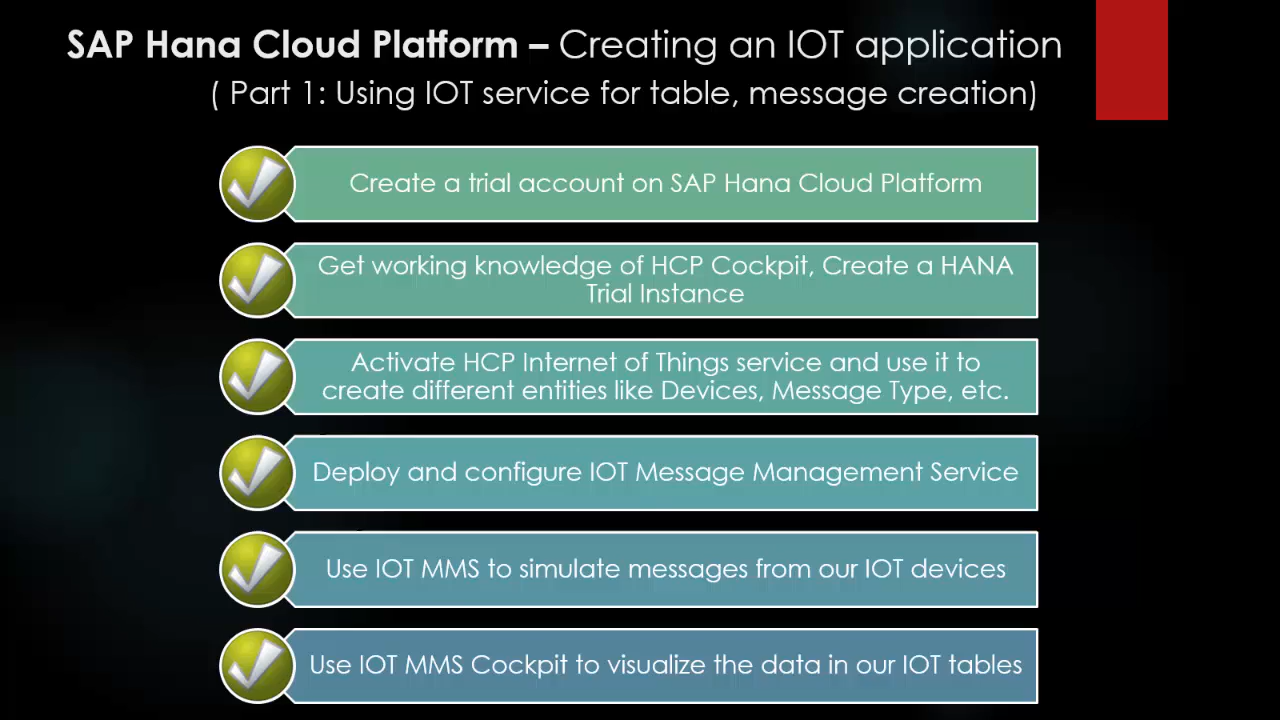 SAP Hana Cloud Platform – Creating an IOT application
( Part 1: Using IOT service for table, message creation)
Create a trial account on SAP Hana Cloud Platform
Get working knowledge of HCP Cockpit, Create a HANA
Trial Instance
Activate HCP Internet of Things service and use it to
create different entities like Devices, Message Type, etc.
Deploy and configure IOT Message Management Service
Use IOT MMS to simulate messages from our IOT devices
Use IOT MMS Cockpit to visualize the data in our IOT tables